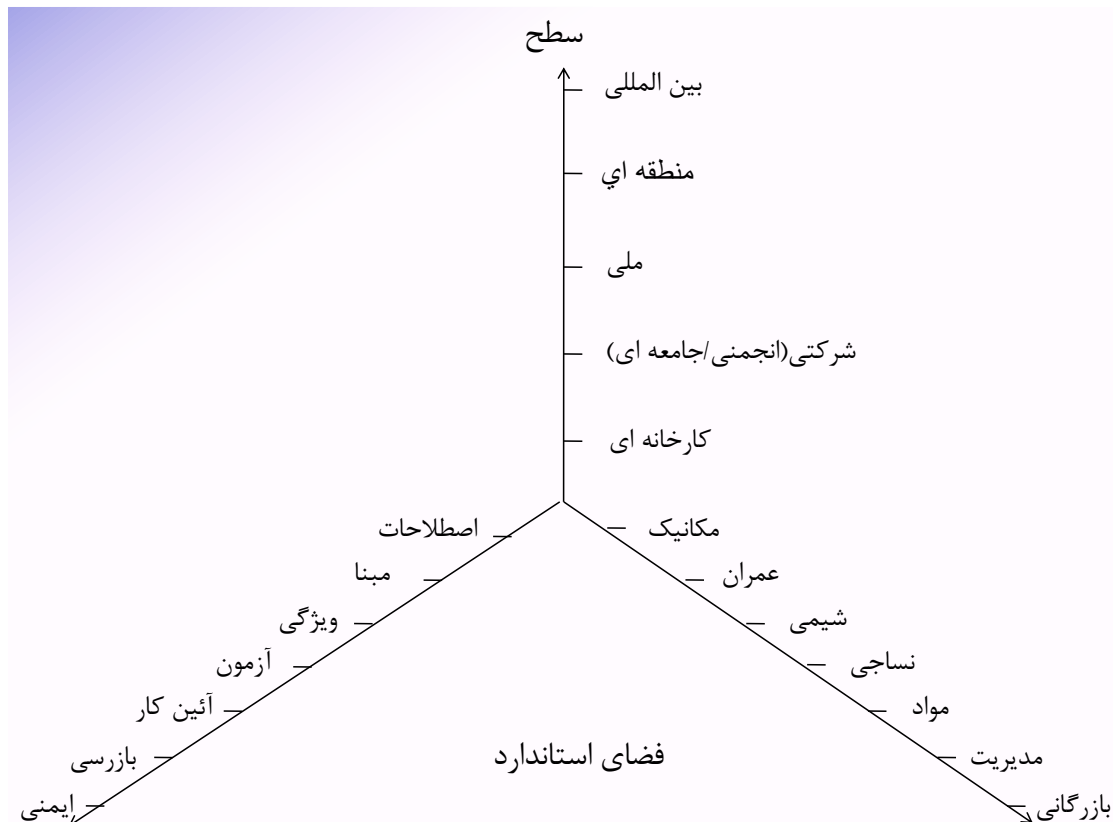 سطح
بین المللی
منطقه اي
ملی
شرکتی(انجمنی/جامعه ای)
کارخانه ای
مکانیک
عمران
شیمی
نساجی
مواد
مدیریت
بازرگانی
اصطلاحات
مبنا
ویژگی
آزمون
آئین کار
بازرسی
ایمنی
فضای استاندارد